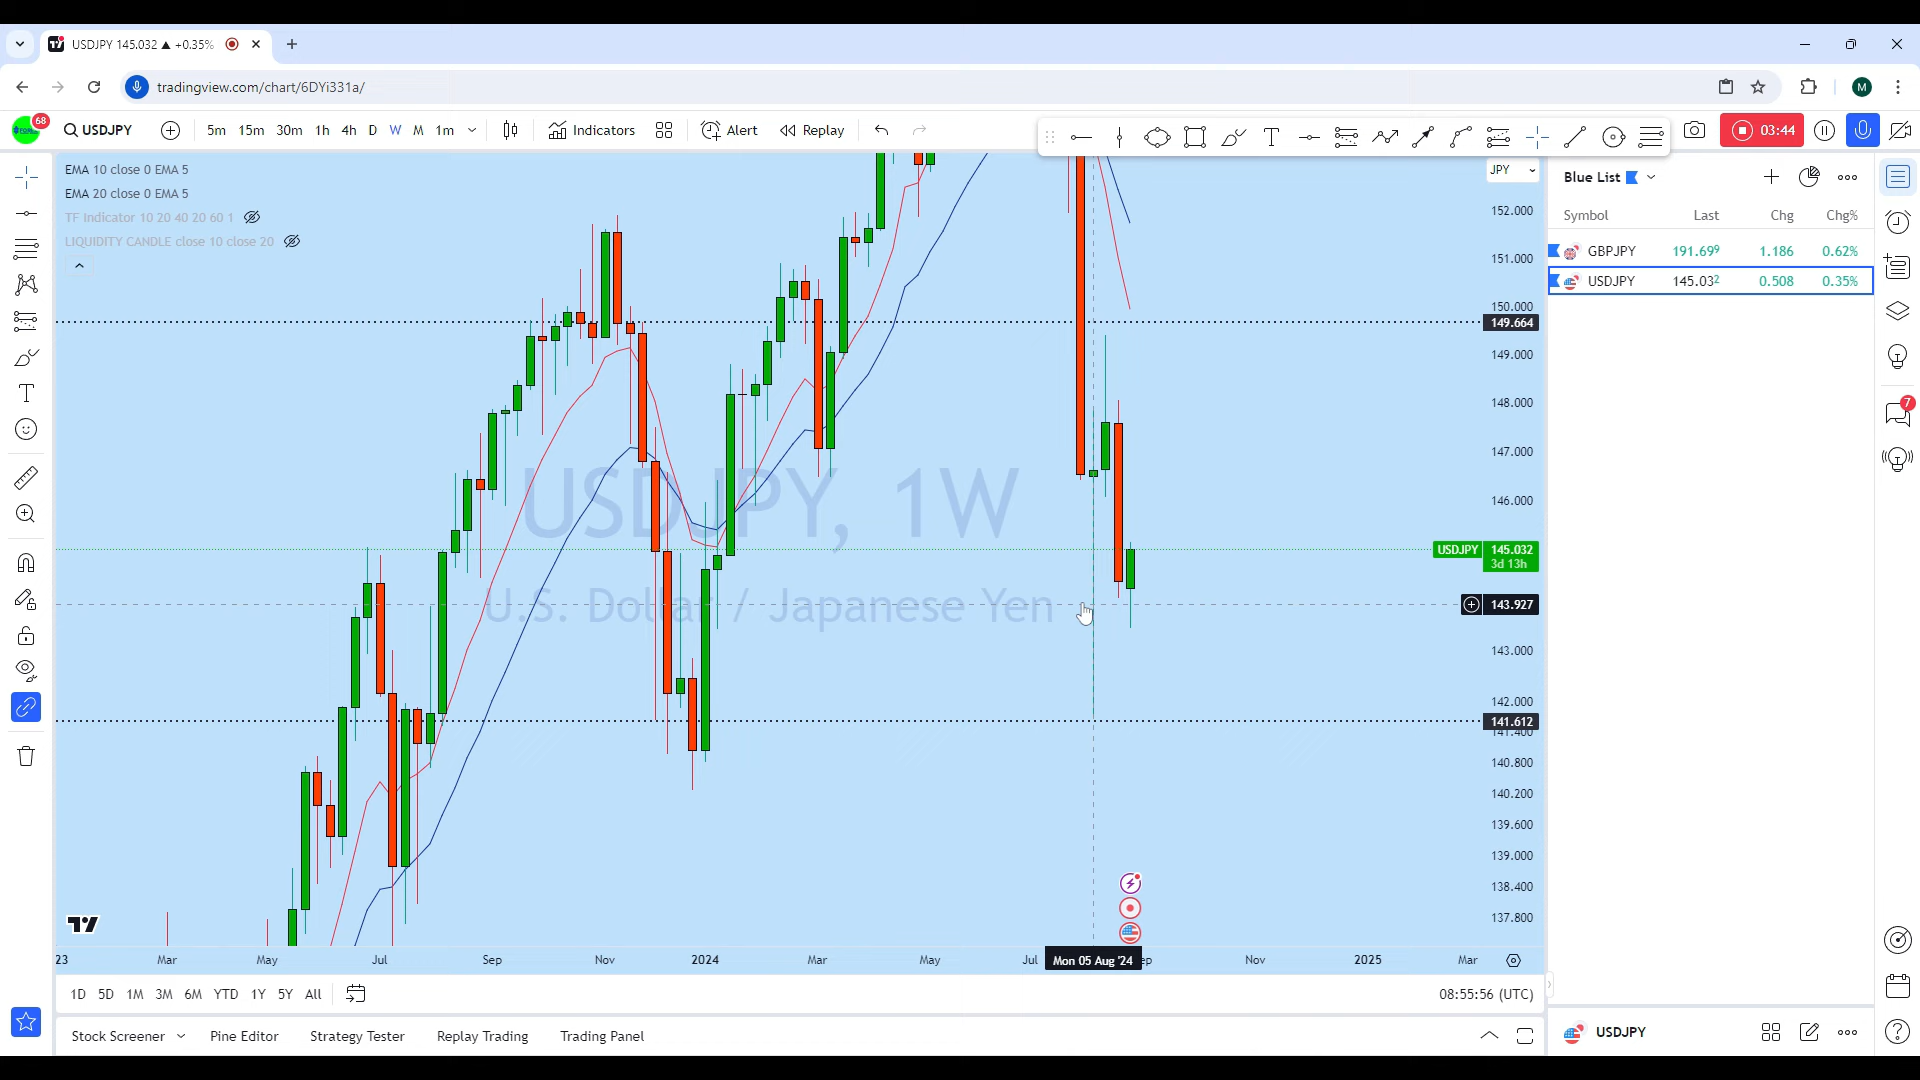 USDJPY 145.032 ▲ +0.35%
tradingview.com/chart/6DYi331a/
M
68
USDJPY
5m 15m 30m 1h 4h D W M 1m
Indicators
Alert
Replay
03:44
EMA 10 close 0 EMA 5
EMA 20 close 0 EMA 5
TF Indicator 10 20 40 20 60 1
LIQUIDITY CANDLE close 10 close 20
USDJPY, 1W
U.S. Dollar / Japanese Yen
JPY
152.000
151.000
150.000
149.664
149.000
148.000
147.000
146.000
USDJPY 145.032
3d 13h
143.927
143.000
142.000
141.612
141.400
140.800
140.200
139.600
139.000
138.400
137.800
23 Mar May Jul Sep Nov 2024 Mar May Jul Mon 05 Aug '24 ep Nov 2025 Mar
1D 5D 1M 3M 6M YTD 1Y 5Y All
08:55:56 (UTC)
Stock Screener Pine Editor Strategy Tester Replay Trading Trading Panel
Blue List
Symbol Last Chg Chg%
GBPJPY 191.699 1.186 0.62%
USDJPY 145.032 0.508 0.35%
7
USDJPY